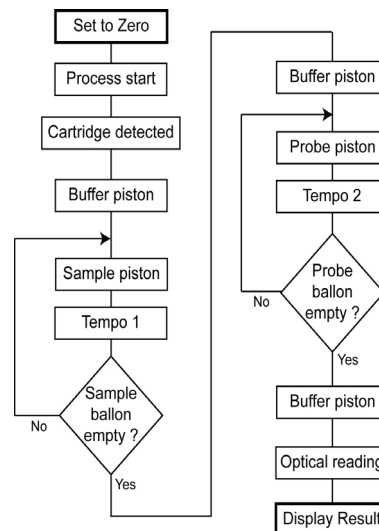 Set to Zero
Process start
Cartridge detected
Buffer piston
Sample piston
Tempo 1
Sample
ballon
empty ?
No
Yes
Buffer piston
Probe piston
Tempo 2
Probe
ballon
empty ?
No
Yes
Buffer piston
Optical reading
Display Result